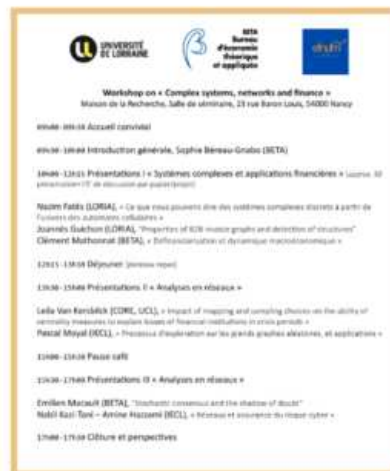 UNIVERSITÉ
DE LORRAINE
BETA
Bureau
d'économie
théorique
et appliquée
Workshop on « Complex systems, networks and finance »
Maison de la Recherche, Salle de séminaire, 23 rue Baron Louis, 54000 Nancy
09h00-09h30 Accueil convivial
09h30-10h00 Introduction générale, Sophie Béreau-Gnabo (BETA)
10h00-12h15 Présentations I « Systèmes complexes et applications financières »
Nazim Fatès (LORIA), « Ce que nous pouvons dire des systèmes complexes discrets à partir de
l'univers des automates cellulaires »
Joannès Guichon (LORIA), "Properties of B2B invoice graphs and detection of structures"
Clément Mathonnat (BETA), « Définanciarisation et dynamique macroéconomique »
12h15-13h30 Déjeuner
13h30-15h00 Présentations II « Analyses en réseaux »
Leila Van Keirsbilck (CORE, UCL), « Impact of mapping and sampling choices on the ability of
centrality measures to explain losses of financial institutions in crisis periods »
Pascal Moyal (IECL), « Processus d'exploration sur les grands graphes aléatoires, et applications »
15h00-15h30 Pause café
15h30-17h00 Présentations III « Analyses en réseaux »
Emilien Macault (BETA), "Stochastic consensus and the shadow of doubt"
Nabil Kazi-Tani – Amine Hazzami (IECL), « Réseaux et assurance du risque cyber »
17h00-17h30 Clôture et perspectives